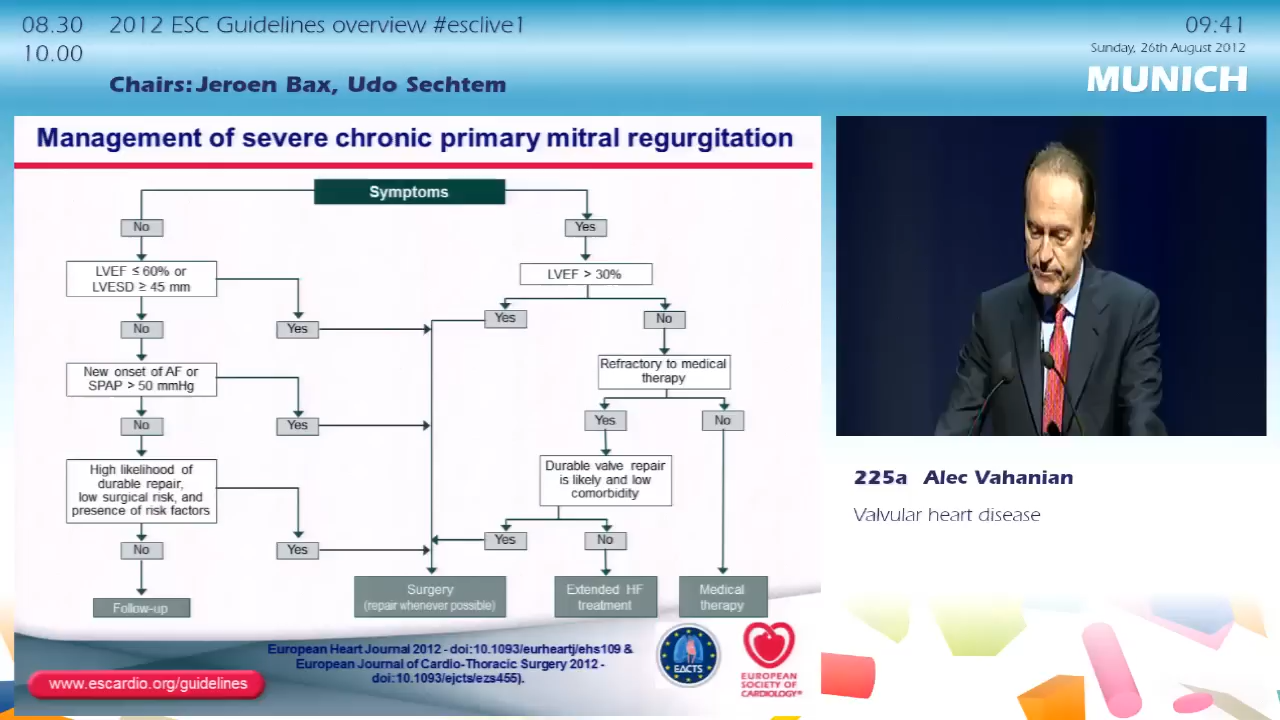 08.30
2012 ESC Guidelines overview #esclive1
10.00
Chairs: Jeroen Bax, Udo Sechtem
09:41
Sunday, 26th August 2012
MUNICH
Management of severe chronic primary mitral regurgitation
Symptoms
No
Yes
LVEF ≤ 60% or
LVESD ≥ 45 mm
LVEF > 30%
No
Yes
Yes
No
New onset of AF or
SPAP > 50 mmHg
Refractory to medical
therapy
No
Yes
Yes
No
High likelihood of
durable repair,
low surgical risk, and
presence of risk factors
Durable valve repair
is likely and low
comorbidity
No
Yes
Yes
No
Follow-up
Surgery
(repair whenever possible)
Extended HF
treatment
Medical
therapy
European Heart Journal 2012 - doi:10.1093/eurheartj/ehs109 &
European Journal of Cardio-Thoracic Surgery 2012 -
doi:10.1093/ejcts/ezs455).
www.escardio.org/guidelines
EACTS
EUROPEAN
SOCIETY OF
CARDIOLOGY®
225a Alec Vahanian
Valvular heart disease